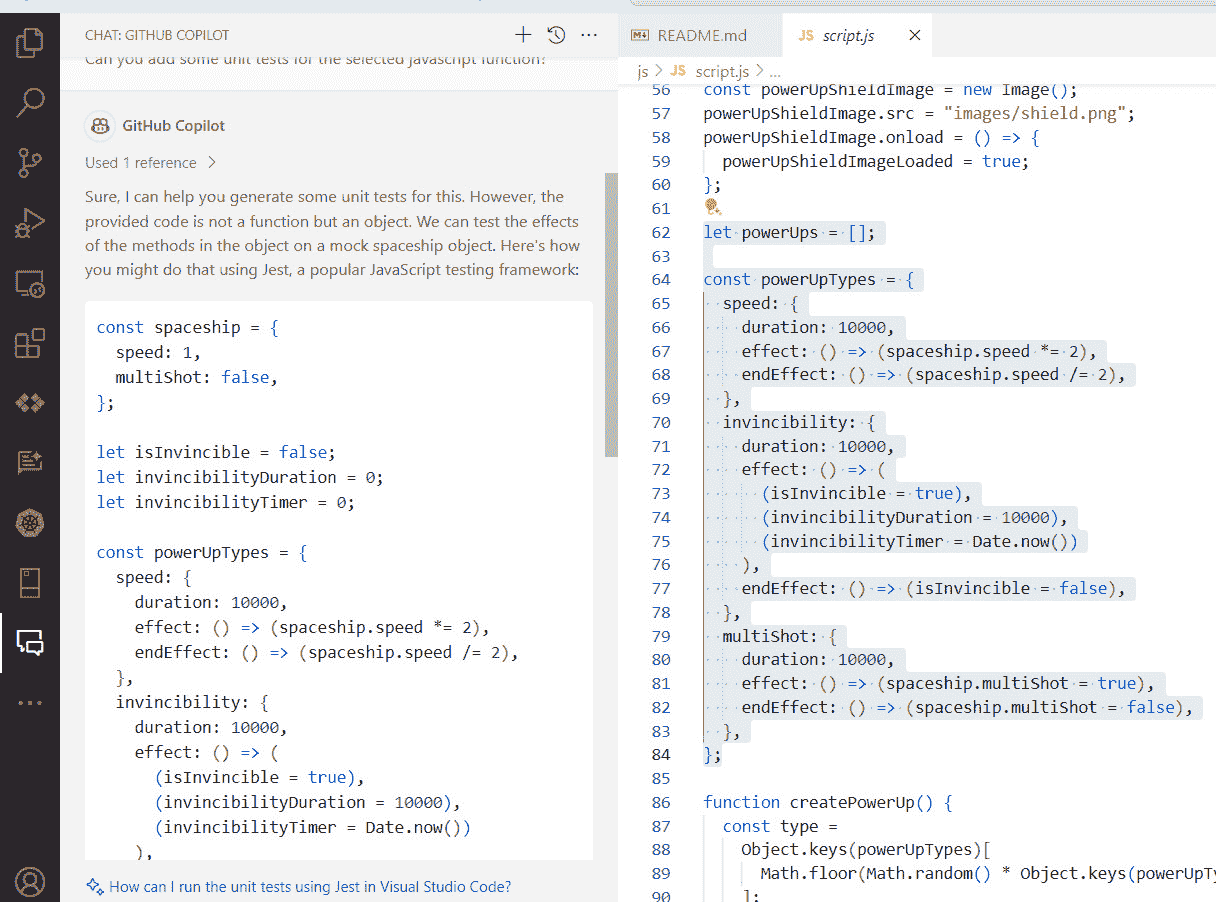 CHAT: GITHUB COPILOT
Can you add some unit tests for the selected javascript function?
GitHub Copilot
Used 1 reference
Sure, I can help you generate some unit tests for this. However, the
provided code is not a function but an object. We can test the effects
of the methods in the object on a mock spaceship object. Here's how
you might do that using Jest, a popular JavaScript testing framework:
const spaceship = {
speed: 1,
multiShot: false,
};
let isInvincible = false;
let invincibilityDuration = 0;
let invincibilityTimer = 0;
const powerUpTypes = {
speed: {
duration: 10000,
effect: () => (spaceship.speed *= 2),
endEffect: () => (spaceship.speed /= 2),
},
invincibility: {
duration: 10000,
effect: () => (
(isInvincible = true),
(invincibilityDuration = 10000),
(invincibilityTimer = Date.now())
),
How can I run the unit tests using Jest in Visual Studio Code?
README.md
JS script.js
js > JS script.js > ...
56 const powerUpShieldImage = new Image();
57 powerUpShieldImage.src = "images/shield.png";
58 powerUpShieldImage.onload = () => {
59 powerUpShieldImageLoaded = true;
60 };
61
62 let powerUps = [];
63
64 const powerUpTypes = {
65 speed: {
66 duration: 10000,
67 effect: () => (spaceship.speed *= 2),
68 endEffect: () => (spaceship.speed /= 2),
69 },
70 invincibility: {
71 duration: 10000,
72 effect: () => (
73 (isInvincible = true),
74 (invincibilityDuration = 10000),
75 (invincibilityTimer = Date.now())
76 ),
77 endEffect: () => (isInvincible = false),
78 },
79 multiShot: {
80 duration: 10000,
81 effect: () => (spaceship.multiShot = true),
82 endEffect: () => (spaceship.multiShot = false),
83 },
84 };
85
86 function createPowerUp() {
87 const type =
88 Object.keys(powerUpTypes)[
89 Math.floor(Math.random() * Object.keys(powerUpTy
90 ];